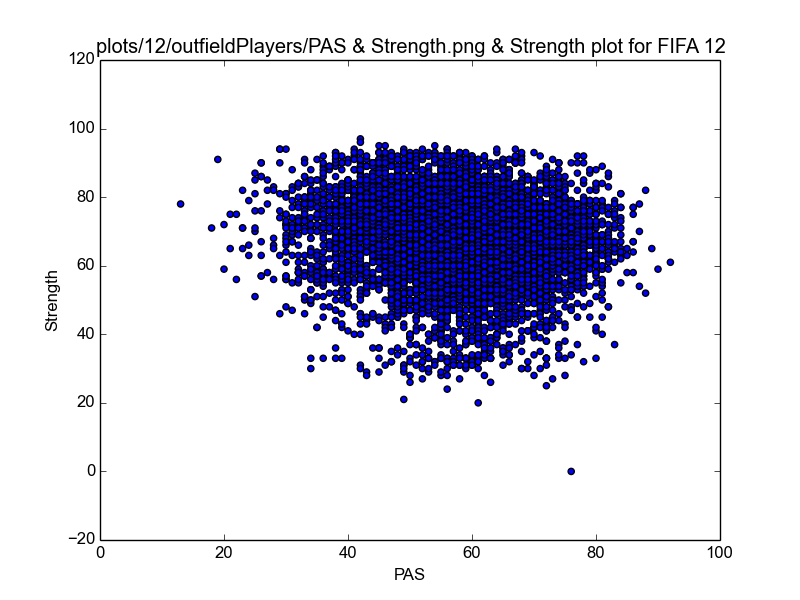 plots/12/outfieldPlayers/PAS & Strength.png & Strength plot for FIFA 12
120
100
80
60
40
20
0
−20
Strength
0 20 40 60 80 100
PAS